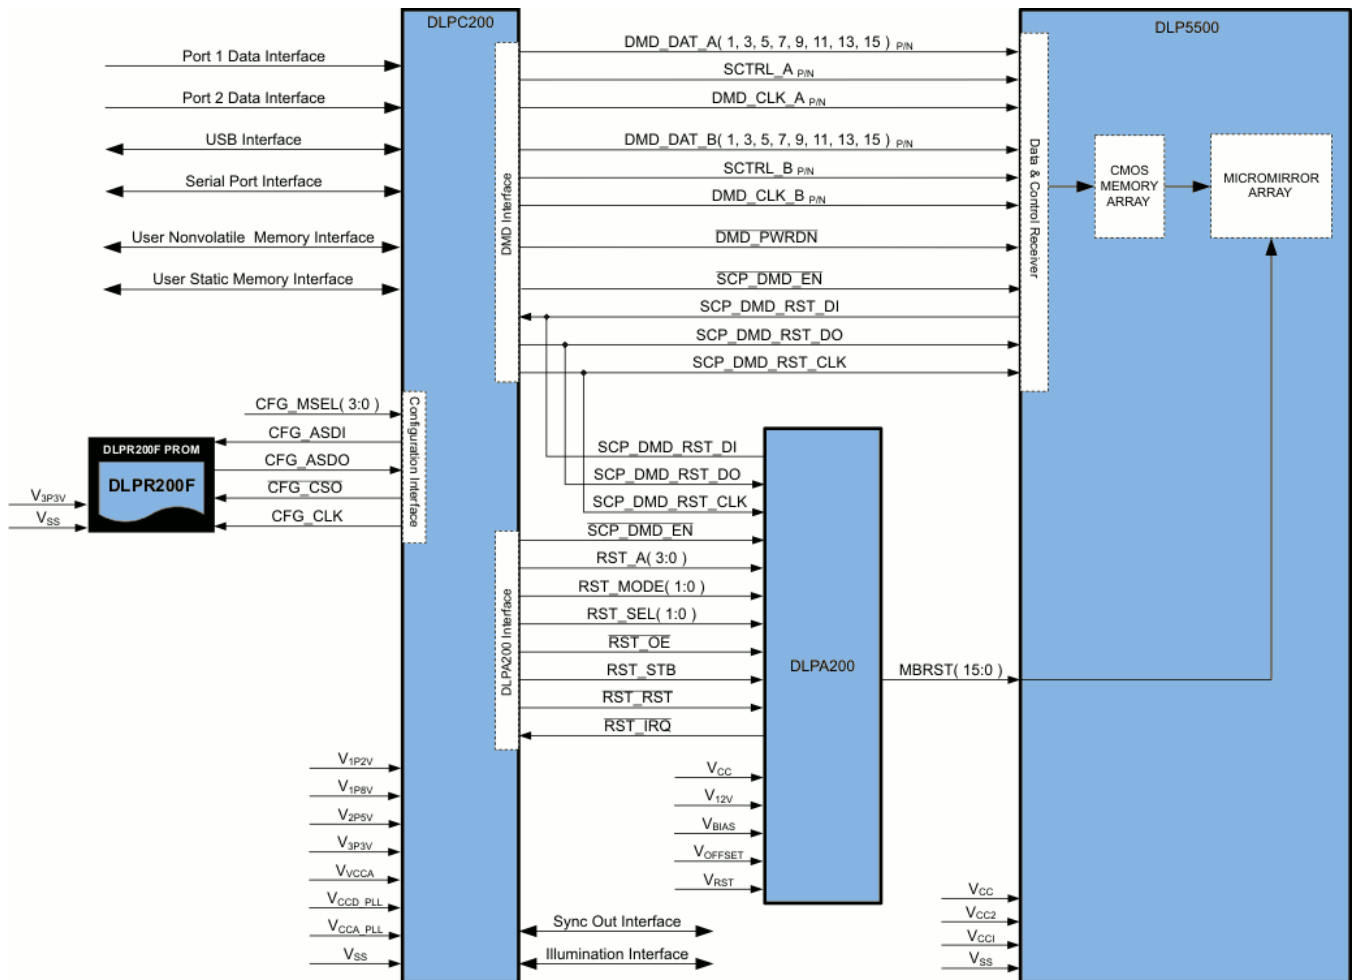 DLPC200
DLP5500
Port 1 Data Interface
Port 2 Data Interface
USB Interface
Serial Port Interface
User Nonvolatile Memory Interface
User Static Memory Interface
DMD Interface
DMD_DAT_A( 1, 3, 5, 7, 9, 11, 13, 15 ) P/N
SCTRL_A P/N
DMD_CLK_A P/N
DMD_DAT_B( 1, 3, 5, 7, 9, 11, 13, 15 ) P/N
SCTRL_B P/N
DMD_CLK_B P/N
DMD_PWRDN
SCP_DMD_EN
SCP_DMD_RST_DI
SCP_DMD_RST_DO
SCP_DMD_RST_CLK
Data & Control Receiver
CMOS
MEMORY
ARRAY
MICROMIRROR
ARRAY
CFG_MSEL( 3:0 )
CFG_ASDI
CFG_ASDO
CFG_CSO
CFG_CLK
Configuration Interface
DLPR200F PROM
DLPR200F
V3P3V
VSS
SCP_DMD_RST_DI
SCP_DMD_RST_DO
SCP_DMD_RST_CLK
SCP_DMD_EN
RST_A( 3:0 )
RST_MODE( 1:0 )
RST_SEL( 1:0 )
RST_OE
RST_STB
RST_RST
RST_IRQ
DLPA200 Interface
DLPA200
MBRST( 15:0 )
V1P2V
V1P8V
V2P5V
V3P3V
VVCCA
VCCD_PLL
VCCA_PLL
VSS
VCC
V12V
VBIAS
VOFFSET
VRST
Sync Out Interface
Illumination Interface
VCC
VCC2
VCCI
VSS